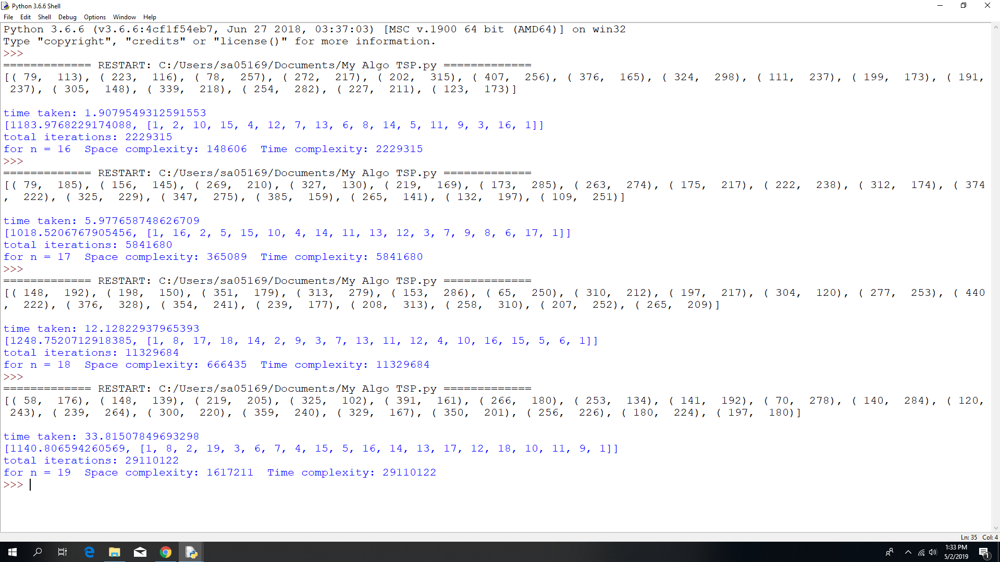 Python 3.6.6 Shell
File Edit Shell Debug Options Window Help
Python 3.6.6 (v3.6.6:4cf1f54eb7, Jun 27 2018, 03:37:03) [MSC v.1900 64 bit (AMD64)] on win32
Type "copyright", "credits" or "license()" for more information.
>>>
============= RESTART: C:/Users/sa05169/Documents/My Algo TSP.py =============
[( 79, 113), ( 223, 116), ( 78, 257), ( 272, 217), ( 202, 315), ( 407, 256), ( 376, 165), ( 324, 298), ( 111, 237), ( 199, 173), ( 191,
237), ( 305, 148), ( 339, 218), ( 254, 282), ( 227, 211), ( 123, 173)]
time taken: 1.9079549312591553
[1183.9768229174088, [1, 2, 10, 15, 4, 12, 7, 13, 6, 8, 14, 5, 11, 9, 3, 16, 1]]
total iterations: 2229315
for n = 16 Space complexity: 148606 Time complexity: 2229315
>>>
============= RESTART: C:/Users/sa05169/Documents/My Algo TSP.py =============
[( 79, 185), ( 156, 145), ( 269, 210), ( 327, 130), ( 219, 169), ( 173, 285), ( 263, 274), ( 175, 217), ( 222, 238), ( 312, 174), ( 374
, 222), ( 325, 229), ( 347, 275), ( 385, 159), ( 265, 141), ( 132, 197), ( 109, 251)]
time taken: 5.977658748626709
[1018.5206767905456, [1, 16, 2, 5, 15, 10, 4, 14, 11, 13, 12, 3, 7, 9, 8, 6, 17, 1]]
total iterations: 5841680
for n = 17 Space complexity: 365089 Time complexity: 5841680
>>>
============= RESTART: C:/Users/sa05169/Documents/My Algo TSP.py =============
[( 148, 192), ( 198, 150), ( 351, 179), ( 313, 279), ( 153, 286), ( 65, 250), ( 310, 212), ( 197, 217), ( 304, 120), ( 277, 253), ( 440
, 222), ( 376, 328), ( 354, 241), ( 239, 177), ( 208, 313), ( 258, 310), ( 207, 252), ( 265, 209)]
time taken: 12.12822937965393
[1248.7520712918385, [1, 8, 17, 18, 14, 2, 9, 3, 7, 13, 11, 12, 4, 10, 16, 15, 5, 6, 1]]
total iterations: 11329684
for n = 18 Space complexity: 666435 Time complexity: 11329684
>>>
============= RESTART: C:/Users/sa05169/Documents/My Algo TSP.py =============
[( 58, 176), ( 148, 139), ( 219, 205), ( 325, 102), ( 391, 161), ( 266, 180), ( 253, 134), ( 141, 192), ( 70, 278), ( 140, 284), ( 120,
243), ( 239, 264), ( 300, 220), ( 359, 240), ( 329, 167), ( 350, 201), ( 256, 226), ( 180, 224), ( 197, 180)]
time taken: 33.81507849693298
[1140.806594260569, [1, 8, 2, 19, 3, 6, 7, 4, 15, 5, 16, 14, 13, 17, 12, 18, 10, 11, 9, 1]]
total iterations: 29110122
for n = 19 Space complexity: 1617211 Time complexity: 29110122
>>>
Ln: 35 Col: 4
1:33 PM
5/2/2019
1